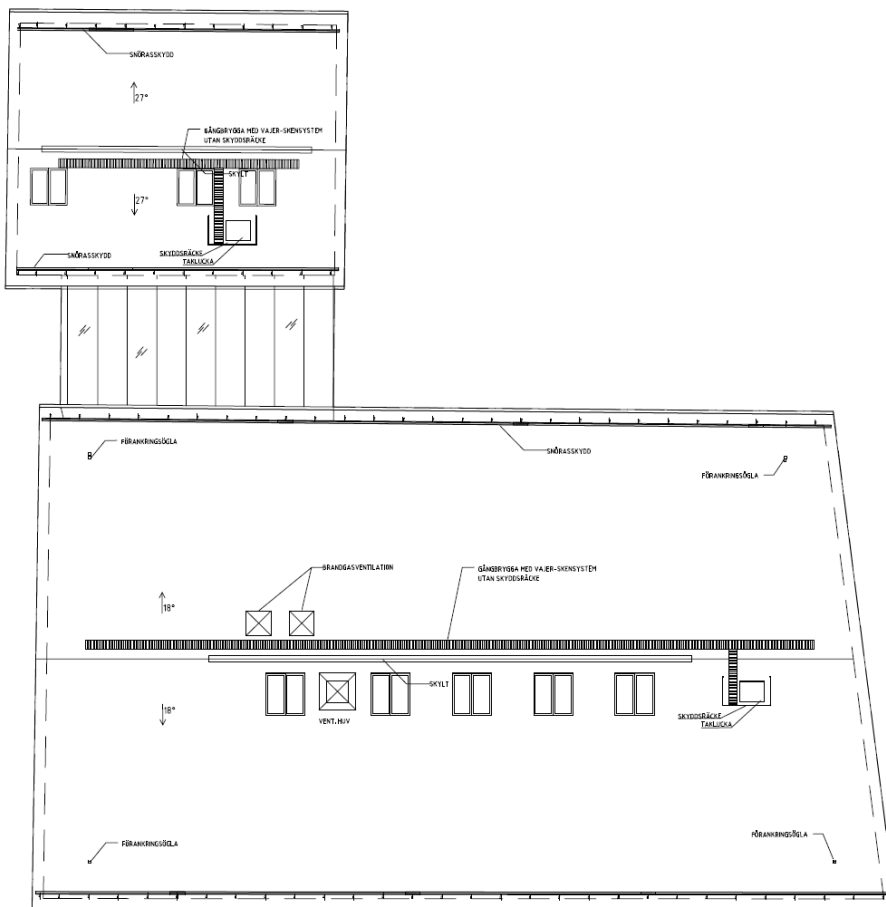 SNÖRASSKYDD
27°
GÅNGBRYGGA MED VAJER-SKENSYSTEM
UTAN SKYDDSRÄCKE
SKYLT
27°
SKYDDSRÄCKE
TAKLUCKA
SNÖRASSKYDD
FÖRANKRINGSÖGLA
SNÖRASSKYDD
FÖRANKRINGSÖGLA
BRANDGASVENTILATION
GÅNGBRYGGA MED VAJER-SKENSYSTEM
UTAN SKYDDSRÄCKE
18°
SKYLT
18°
VENT. HUV
SKYDDSRÄCKE
TAKLUCKA
FÖRANKRINGSÖGLA
FÖRANKRINGSÖGLA